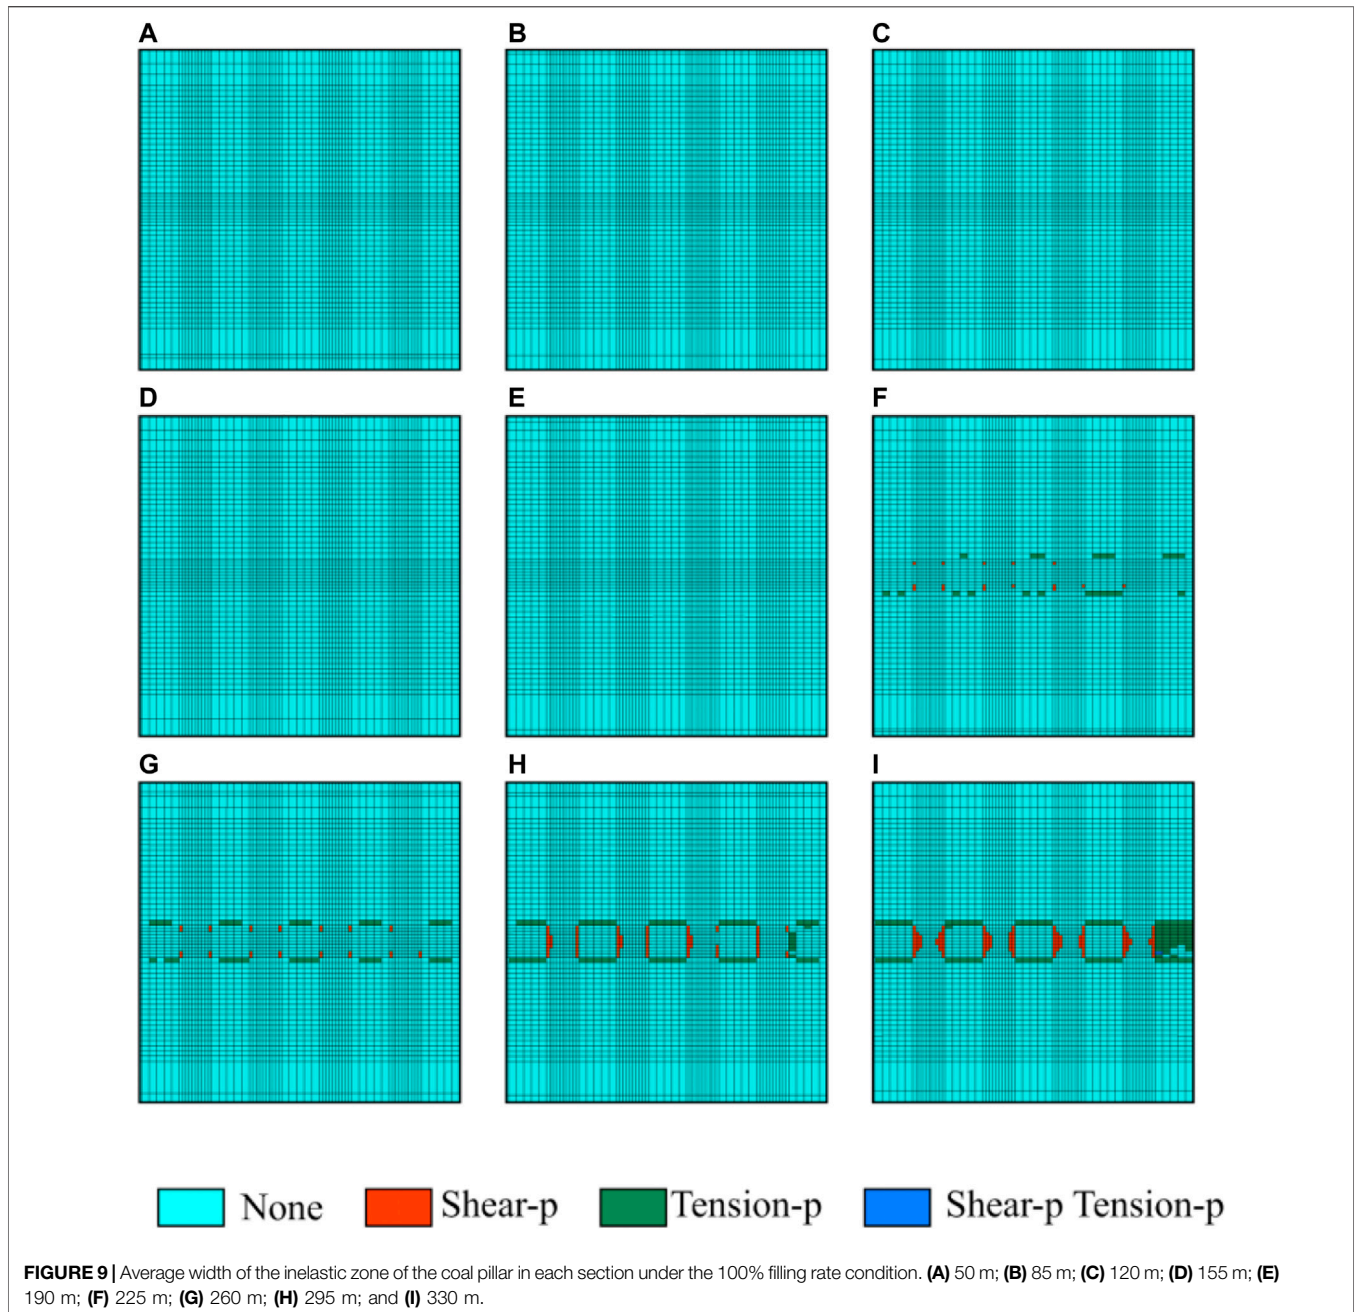 A
B
C
D
E
F
G
H
I
None
Shear-p
Tension-p
Shear-p Tension-p
FIGURE 9 | Average width of the inelastic zone of the coal pillar in each section under the 100% filling rate condition. (A) 50 m; (B) 85 m; (C) 120 m; (D) 155 m; (E)
190 m; (F) 225 m; (G) 260 m; (H) 295 m; and (I) 330 m.